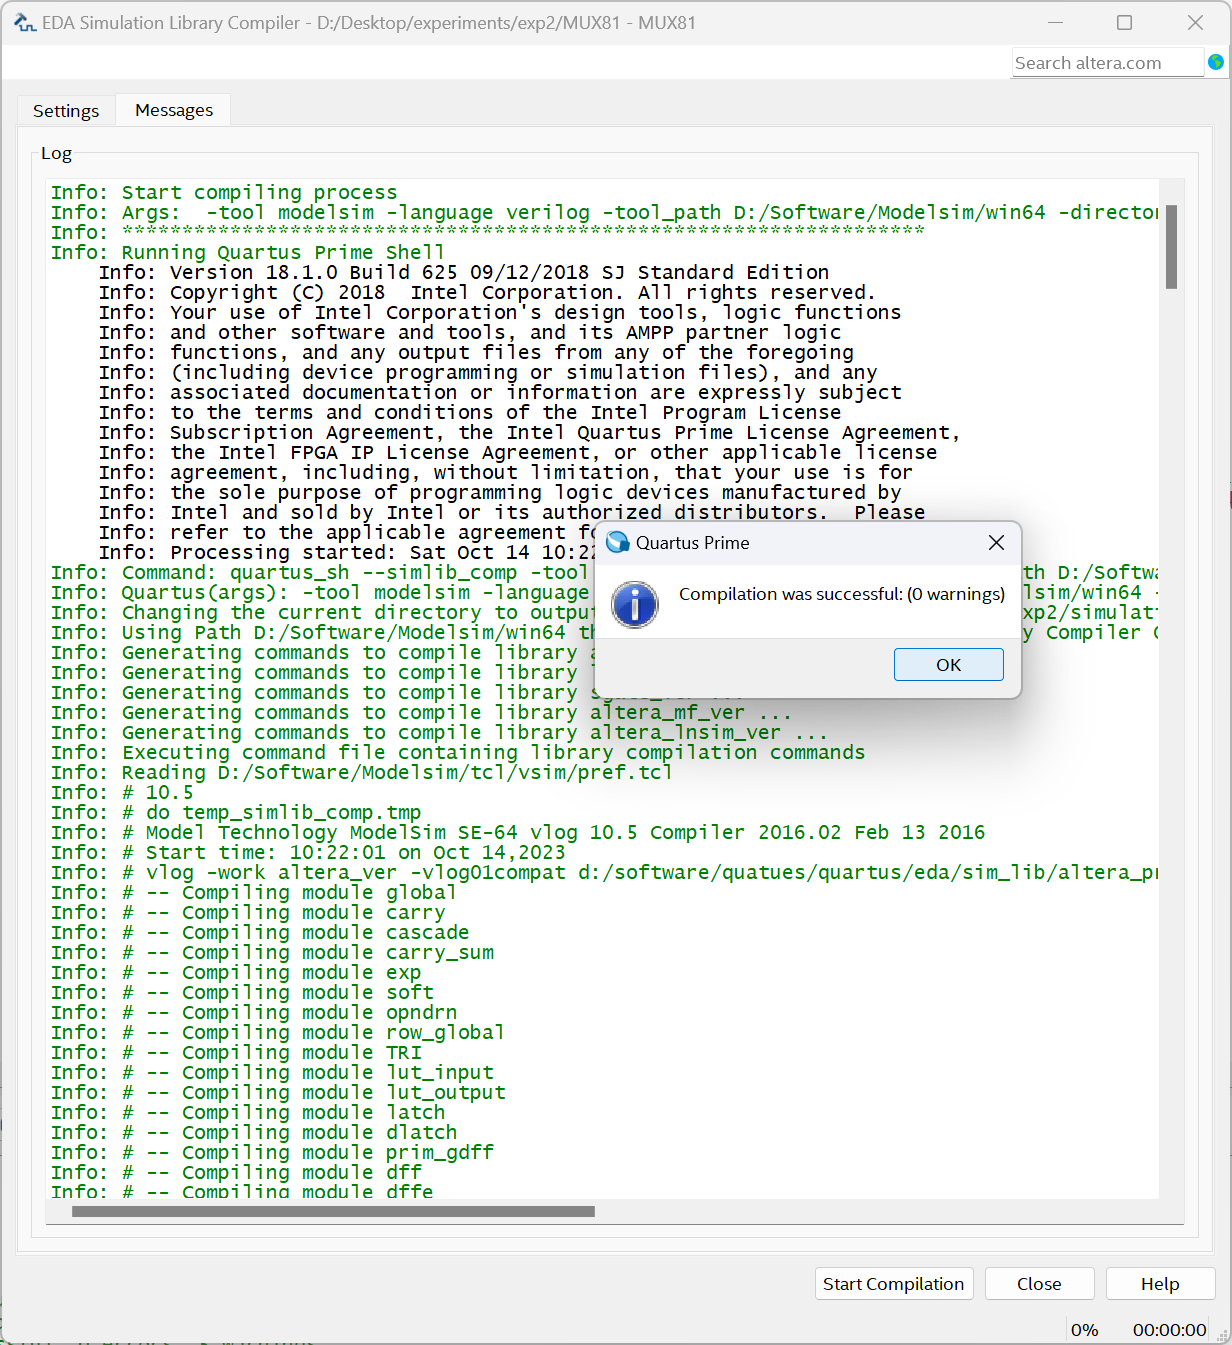 EDA Simulation Library Compiler - D:/Desktop/experiments/exp2/MUX81 - MUX81
Search altera.com
Settings
Messages
Log
Info: Start compiling process
Info: Args:  -tool modelsim -language verilog -tool_path D:/Software/Modelsim/win64 -director
Info: *******************************************************************
Info: Running Quartus Prime Shell
    Info: Version 18.1.0 Build 625 09/12/2018 SJ Standard Edition
    Info: Copyright (C) 2018  Intel Corporation. All rights reserved.
    Info: Your use of Intel Corporation's design tools, logic functions
    Info: and other software and tools, and its AMPP partner logic
    Info: functions, and any output files from any of the foregoing
    Info: (including device programming or simulation files), and any
    Info: associated documentation or information are expressly subject
    Info: to the terms and conditions of the Intel Program License
    Info: Subscription Agreement, the Intel Quartus Prime License Agreement,
    Info: the Intel FPGA IP License Agreement, or other applicable license
    Info: agreement, including, without limitation, that your use is for
    Info: the sole purpose of programming logic devices manufactured by
    Info: Intel and sold by Intel or its authorized distributors.  Please
    Info: refer to the applicable agreement fo
    Info: Processing started: Sat Oct 14 10:22
Info: Command: quartus_sh --simlib_comp -tool th D:/Softwa
Info: Quartus(args): -tool modelsim -language lsim/win64 -
Info: Changing the current directory to output xp2/simulat
Info: Using Path D:/Software/Modelsim/win64 th y Compiler
Info: Generating commands to compile library
Info: Generating commands to compile library
Info: Generating commands to compile library
Info: Generating commands to compile library altera_mf_ver ...
Info: Generating commands to compile library altera_lnsim_ver ...
Info: Executing command file containing library compilation commands
Info: Reading D:/Software/Modelsim/tcl/vsim/pref.tcl
Info: # 10.5
Info: # do temp_simlib_comp.tmp
Info: # Model Technology ModelSim SE-64 vlog 10.5 Compiler 2016.02 Feb 13 2016
Info: # Start time: 10:22:01 on Oct 14,2023
Info: # vlog -work altera_ver -vlog01compat d:/software/quatues/quartus/eda/sim_lib/altera_pr
Info: # -- Compiling module global
Info: # -- Compiling module carry
Info: # -- Compiling module cascade
Info: # -- Compiling module carry_sum
Info: # -- Compiling module exp
Info: # -- Compiling module soft
Info: # -- Compiling module opndrn
Info: # -- Compiling module row_global
Info: # -- Compiling module TRI
Info: # -- Compiling module lut_input
Info: # -- Compiling module lut_output
Info: # -- Compiling module latch
Info: # -- Compiling module dlatch
Info: # -- Compiling module prim_gdff
Info: # -- Compiling module dff
Info: # -- Compiling module dffe
Quartus Prime
Compilation was successful: (0 warnings)
OK
Start Compilation
Close
Help
0%
00:00:00